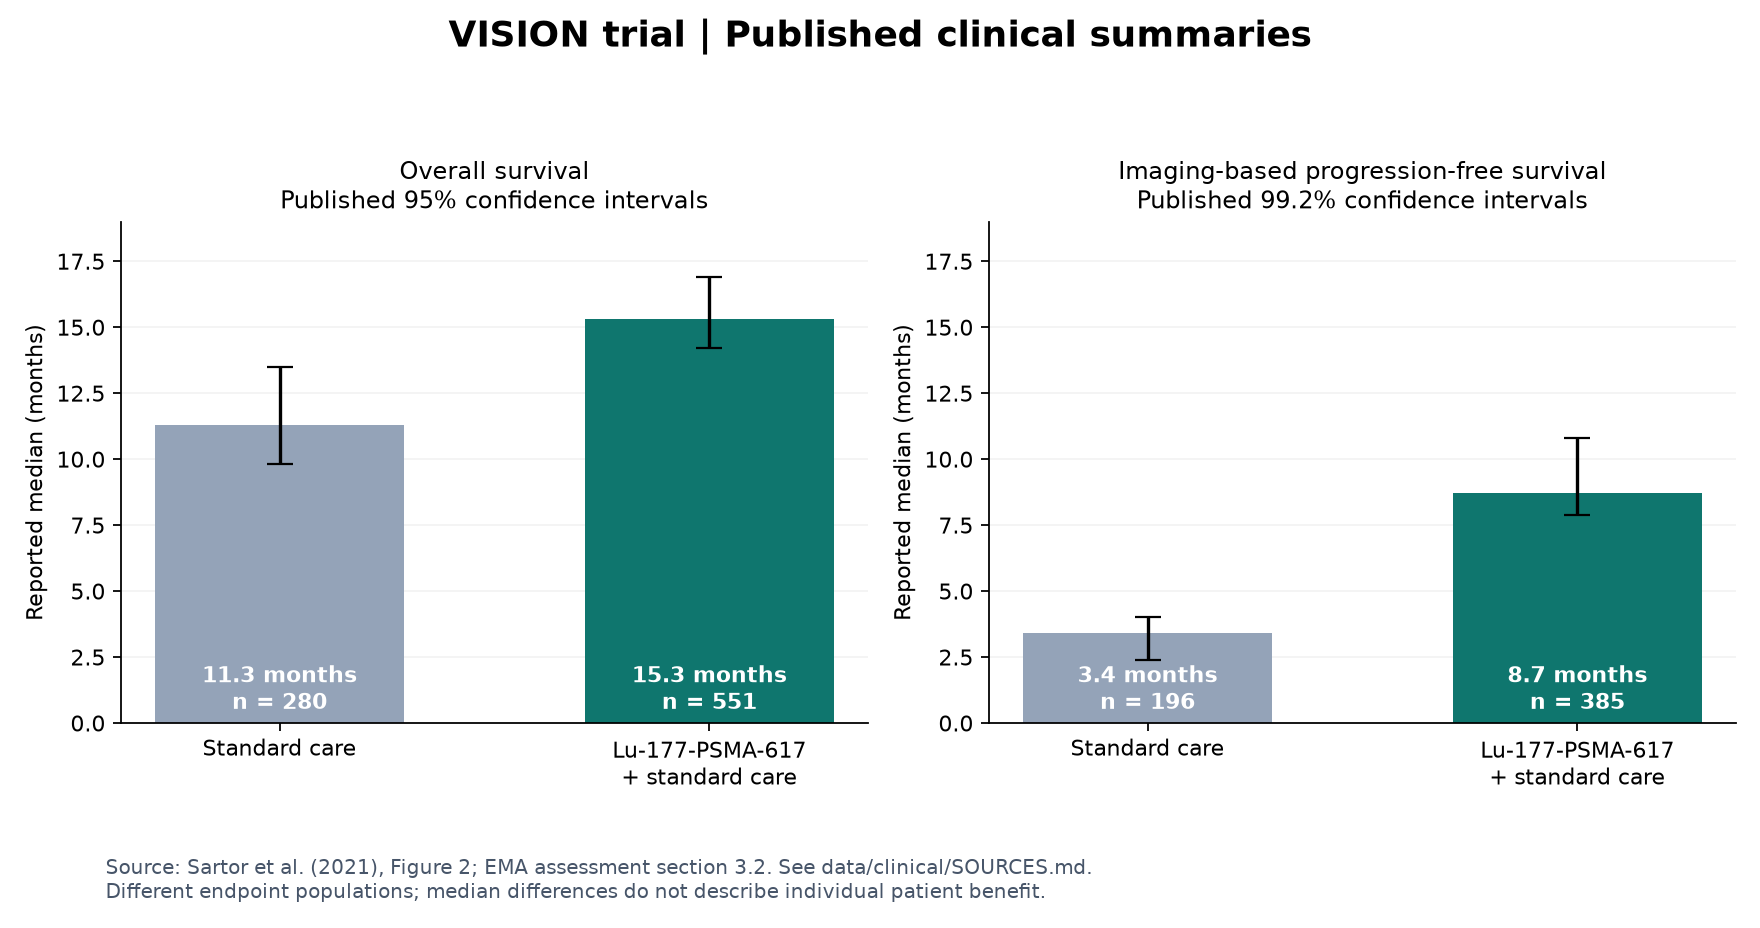 VISION trial | Published clinical summaries
Overall survival
Published 95% confidence intervals
Reported median (months)
17.5
15.0
12.5
10.0
7.5
5.0
2.5
0.0
11.3 months
n = 280
15.3 months
n = 551
Standard care
Lu-177-PSMA-617
+ standard care
Imaging-based progression-free survival
Published 99.2% confidence intervals
Reported median (months)
17.5
15.0
12.5
10.0
7.5
5.0
2.5
0.0
3.4 months
n = 196
8.7 months
n = 385
Standard care
Lu-177-PSMA-617
+ standard care
Source: Sartor et al. (2021), Figure 2; EMA assessment section 3.2. See data/clinical/SOURCES.md.
Different endpoint populations; median differences do not describe individual patient benefit.